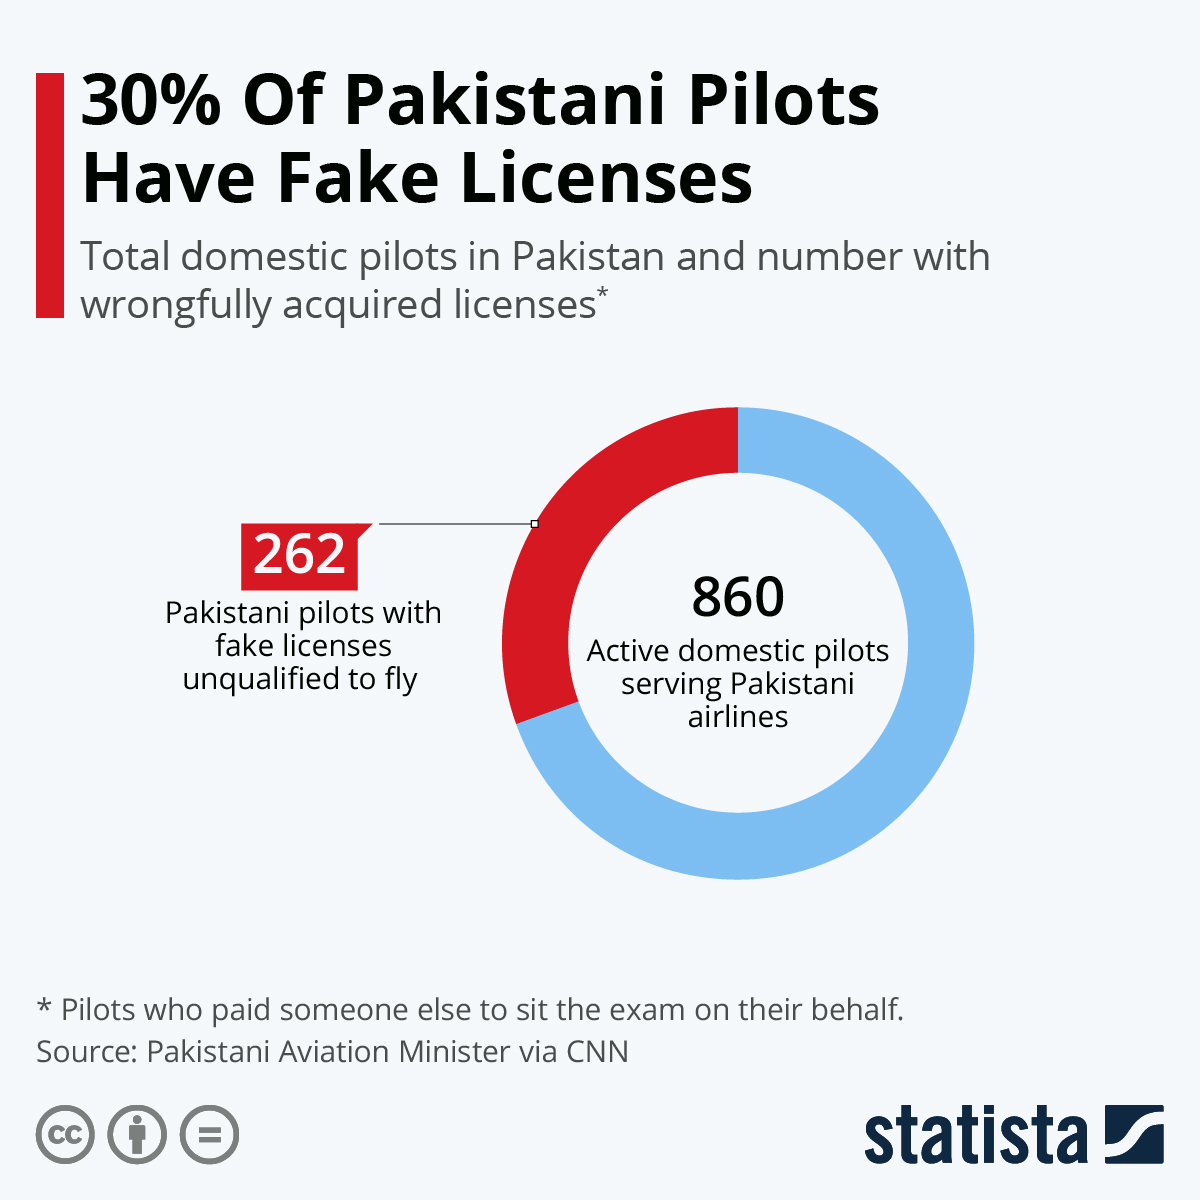 30% Of Pakistani Pilots
Have Fake Licenses
Total domestic pilots in Pakistan and number with
wrongfully acquired licenses*
262
Pakistani pilots with
fake licenses
unqualified to fly
860
Active domestic pilots
serving Pakistani
airlines
* Pilots who paid someone else to sit the exam on their behalf.
Source: Pakistani Aviation Minister via CNN
cc
=
statista